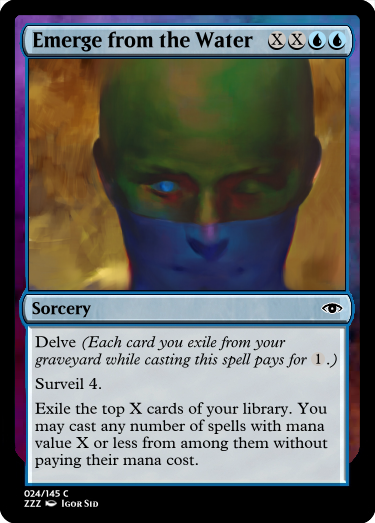 Emerge from the Water X X
Sorcery
Delve (Each card you exile from your
graveyard while casting this spell pays for 1.)
Surveil 4.
Exile the top X cards of your library. You
may cast any number of spells with mana
value X or less from among them without
paying their mana cost.
024/145 C
ZZZ Igor Sid